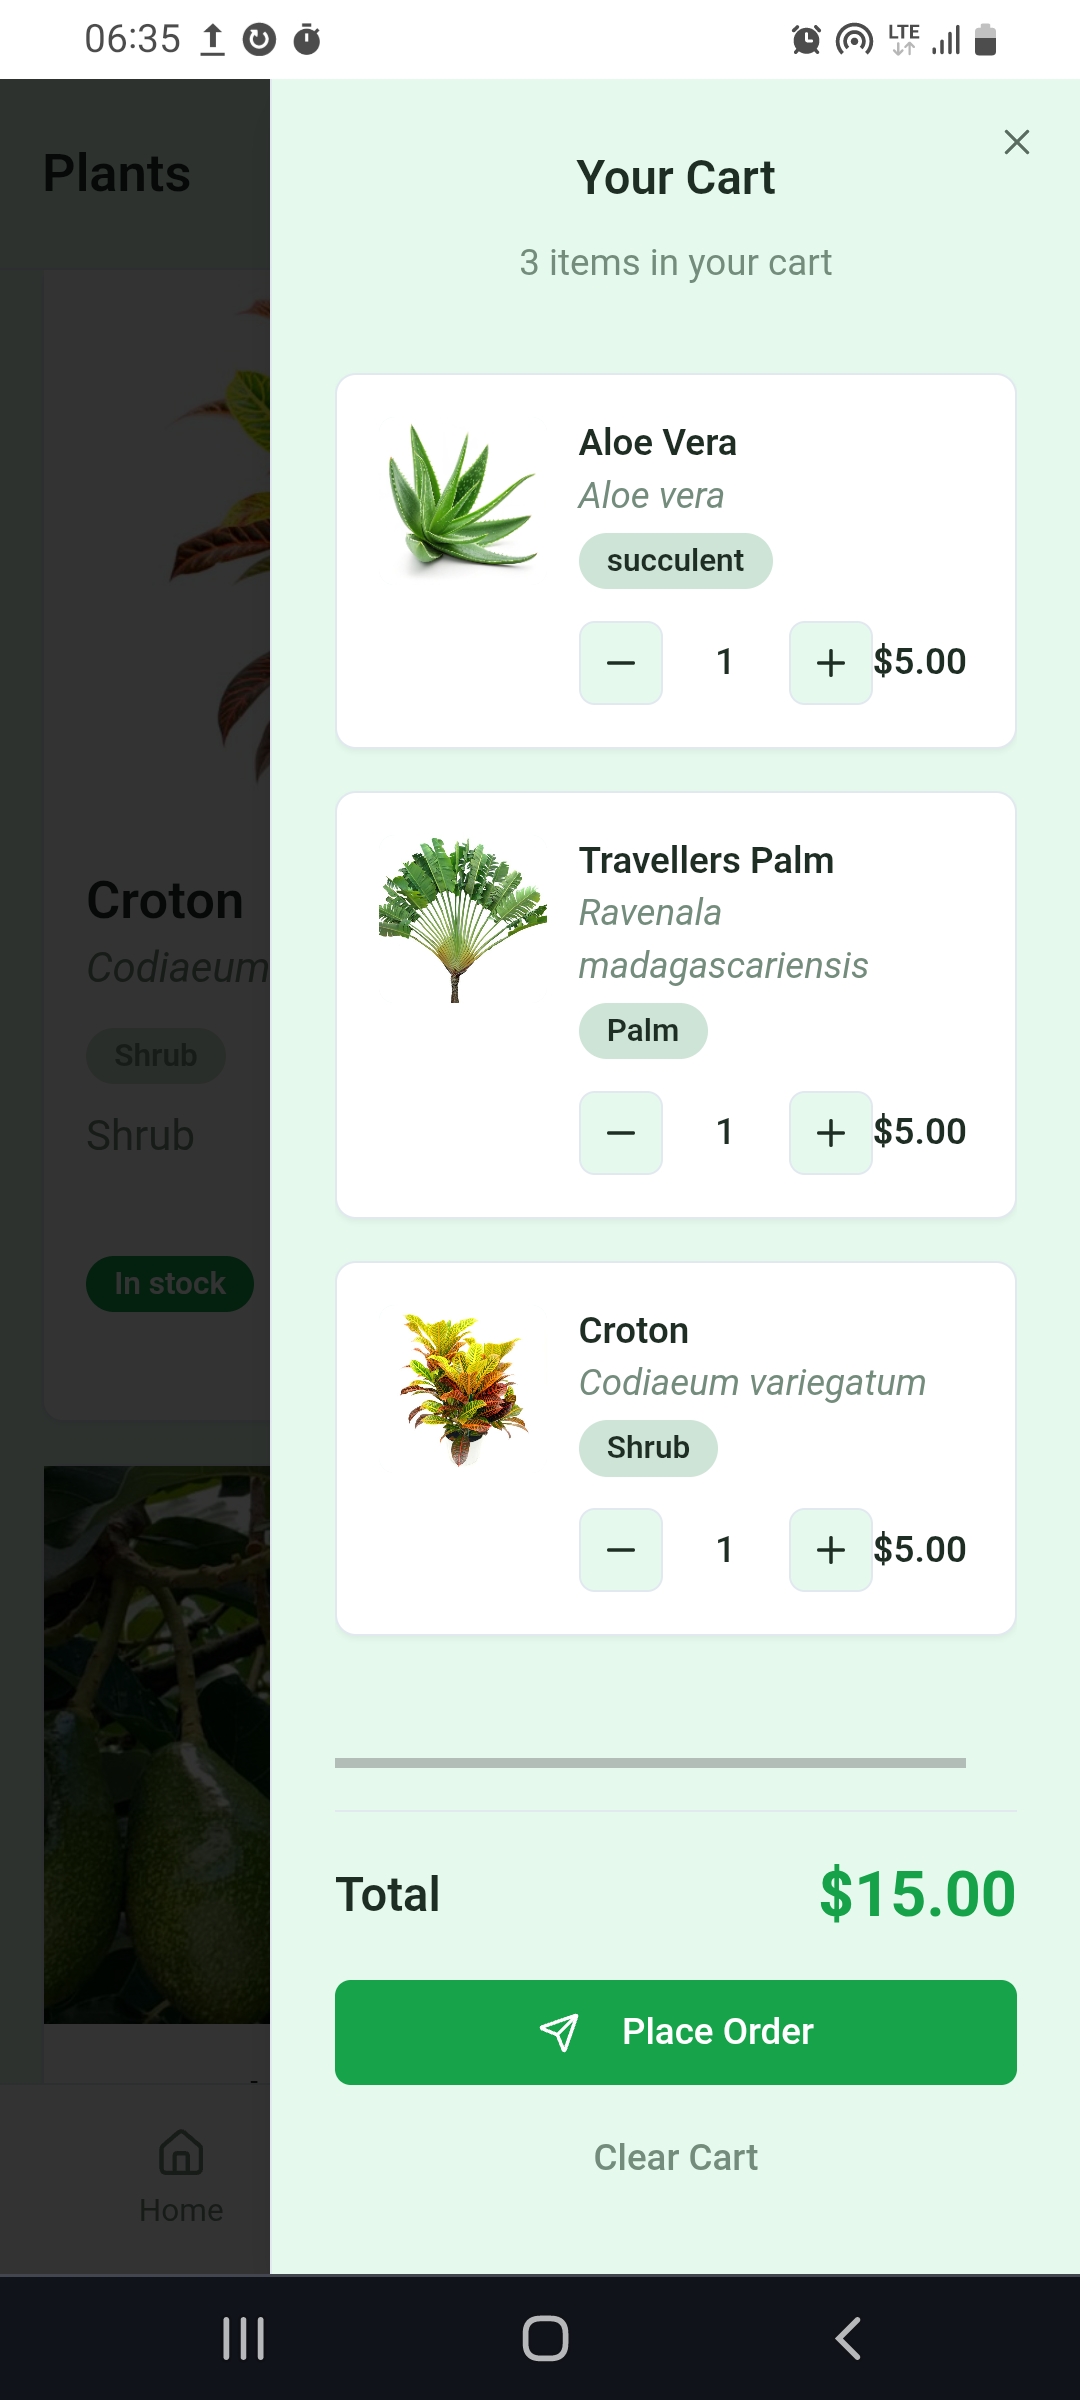 06:35
LTE
Plants
Croton
Codiaeum
Shrub
Shrub
In stock
Home
Your Cart
3 items in your cart
Aloe Vera
Aloe vera
succulent
1
$5.00
Travellers Palm
Ravenala
madagascariensis
Palm
1
$5.00
Croton
Codiaeum variegatum
Shrub
1
$5.00
Total
$15.00
Place Order
Clear Cart